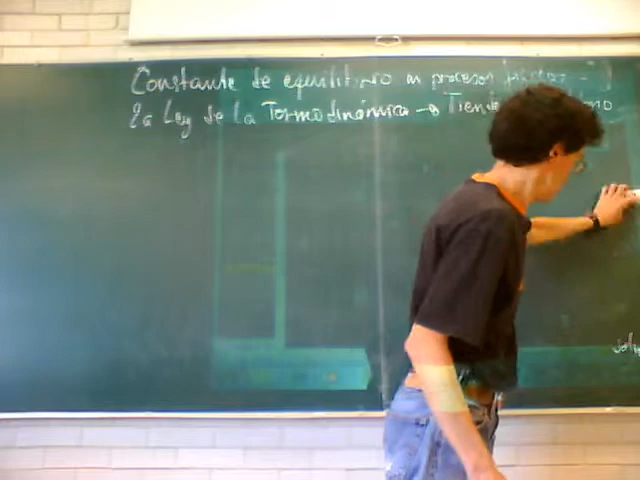 Constante de equilibrio en procesos
2a Ley de la Termodinámica → Tiende